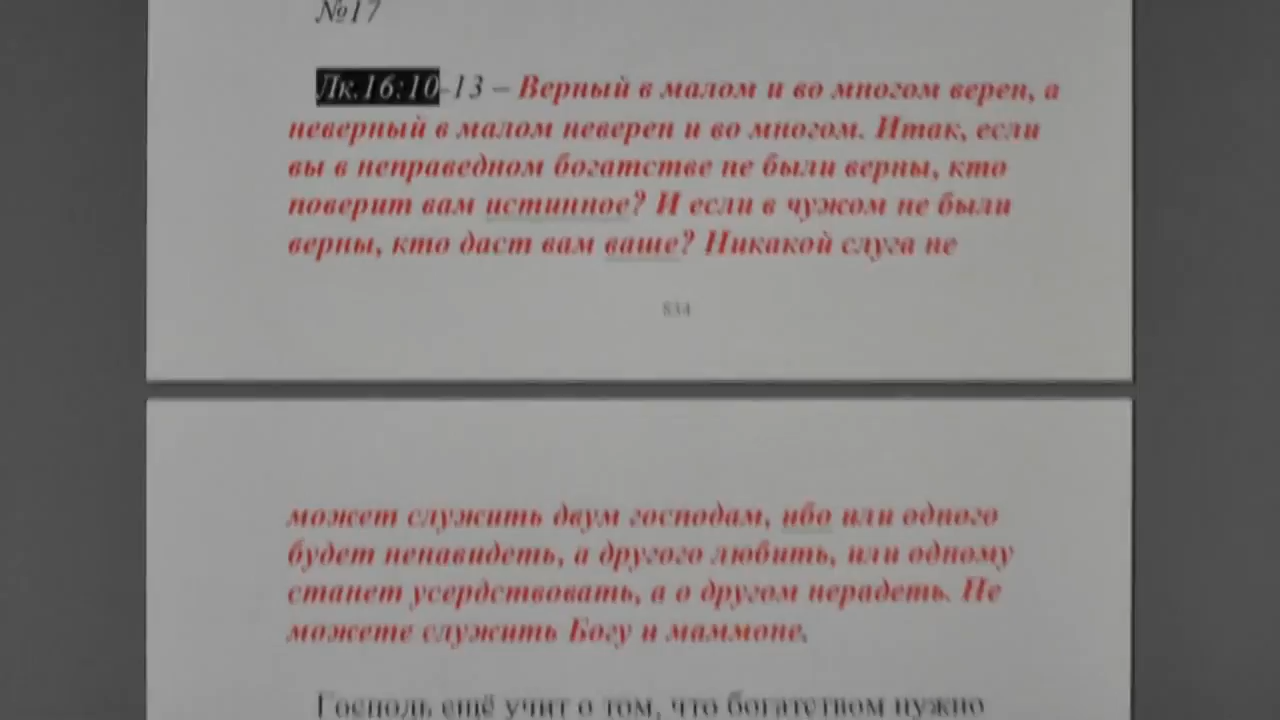 №17
Лк.16:10-13 – Верный в малом и во многом верен, а
неверный в малом неверен и во многом. Итак, если
вы в неправедном богатстве не были верны, кто
поверит вам истинное? И если в чужом не были
верны, кто даст вам ваше? Никакой слуга не
834
может служить двум господам, ибо или одного
будет ненавидеть, а другого любить, или одному
станет усердствовать, а о другом нерадеть. Не
можете служить Богу и маммоне.
Господь ещё учит о том, что богатством нужно